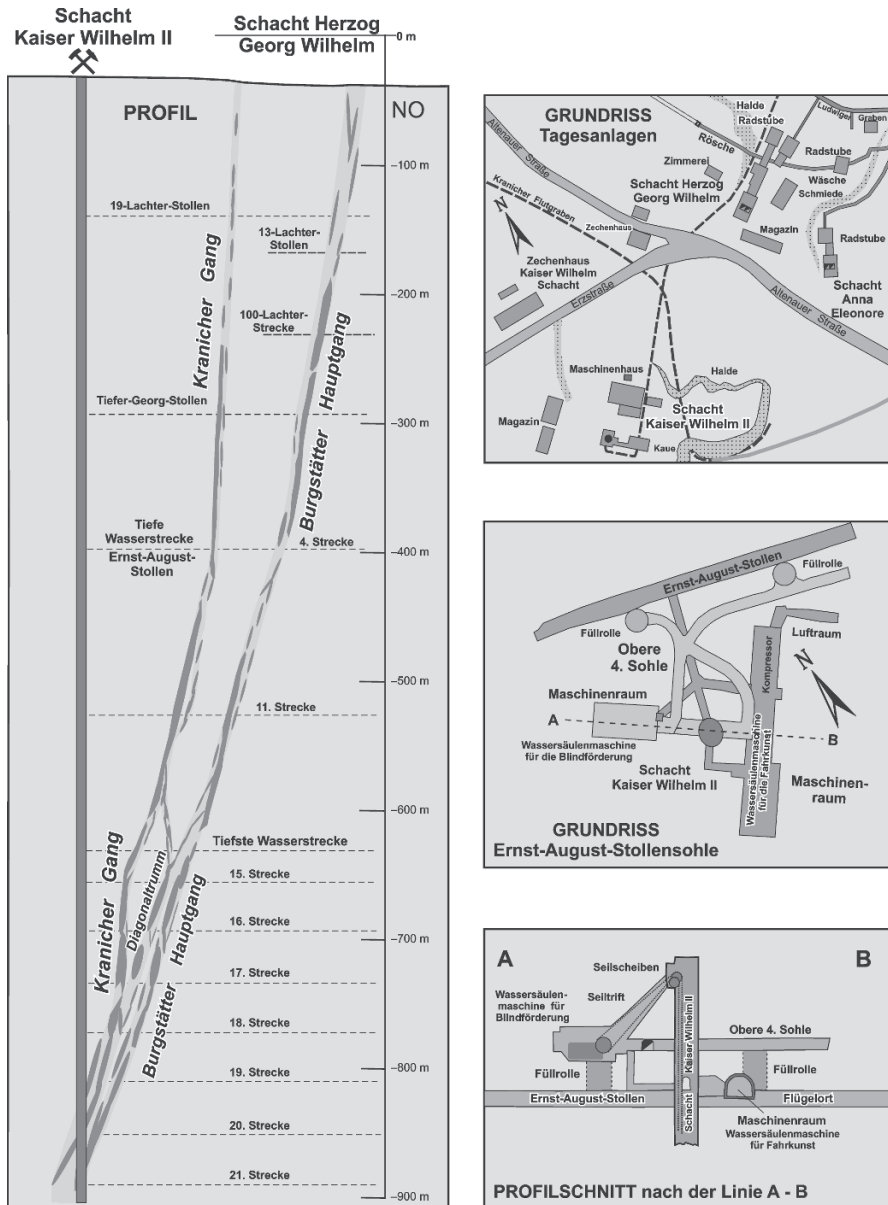 Schacht
Kaiser Wilhelm II
Schacht Herzog
Georg Wilhelm
0 m
PROFIL
NO
–100 m
19-Lachter-Stollen
13-Lachter-
Stollen
–200 m
100-Lachter-
Strecke
Kranicher Gang
Burgstätter Hauptgang
Tiefer-Georg-Stollen
–300 m
Tiefe
Wasserstrecke
Ernst-August-
Stollen
4. Strecke
–400 m
–500 m
11. Strecke
–600 m
Tiefste Wasserstrecke
15. Strecke
Kranicher Gang
Diagonaltrumm.
Burgstätter Hauptgang
16. Strecke
–700 m
17. Strecke
18. Strecke
19. Strecke
–800 m
20. Strecke
21. Strecke
–900 m
GRUNDRISS
Tagesanlagen
Halde
Radstube
Ludwiger
Graben
Altenauer
Straße
Rösche
Radstube
Zimmerei
Kranicher Flutgraben
Wäsche
Schmiede
Schacht Herzog
Georg Wilhelm
N
Zechenhaus
Magazin
Radstube
Zechenhaus
Kaiser Wilhelm
Schacht
Erzstraße
Altenauer Straße
Schacht
Anna
Eleonore
Maschinenhaus
Halde
Schacht
Kaiser Wilhelm II
Magazin
Kaue
Ernst-August-Stollen
Füllrolle
Füllrolle
Obere
4. Sohle
Luftraum
Kompressor
N
Maschinenraum
A
B
Wassersäulenmaschine
für die Blindförderung
Wassersäulenmaschine
für die Fahrkunst
Schacht
Kaiser Wilhelm II
Maschinen-
raum
GRUNDRISS
Ernst-August-Stollensohle
A
B
Seilscheiben
Wassersäulen-
maschine für
Blindförderung
Seiltrift
Schacht Kaiser Wilhelm II
Obere 4. Sohle
Füllrolle
Füllrolle
Ernst-August-Stollen
Flügelort
Maschinenraum
Wassersäulenmaschine
für Fahrkunst
PROFILSCHNITT nach der Linie A - B